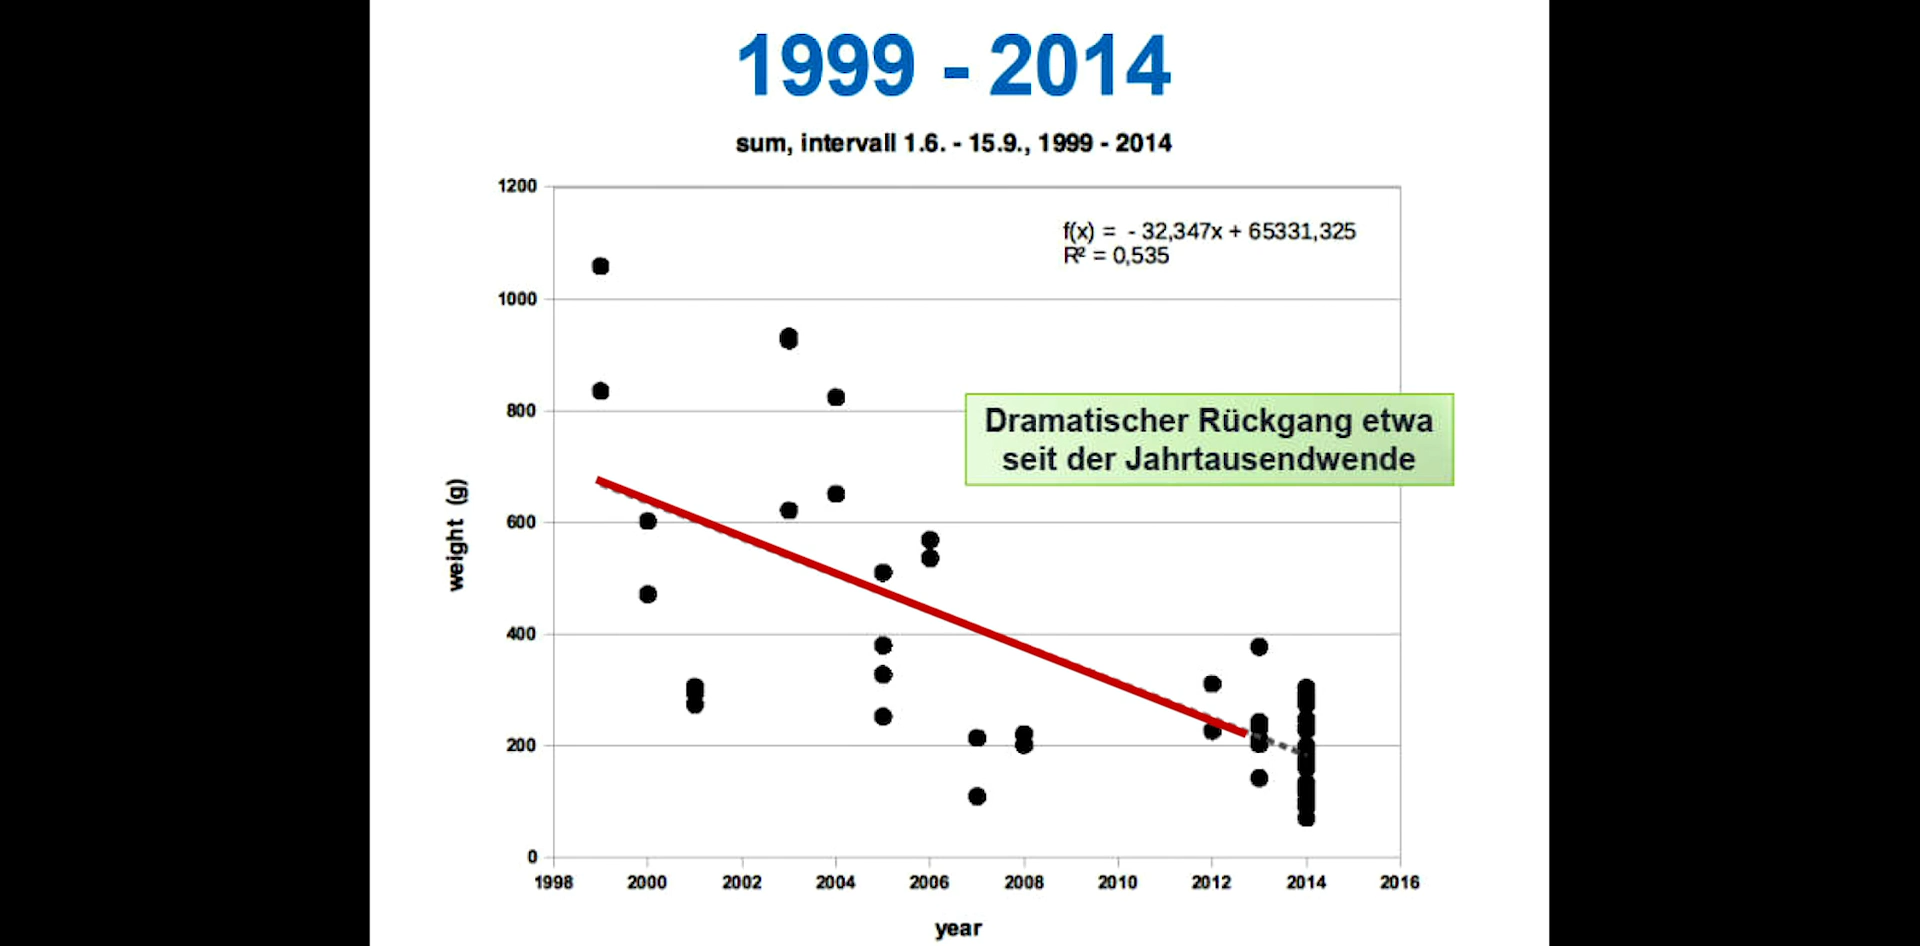 1999 - 2014
sum, intervall 1.6. - 15.9., 1999 - 2014
1200
f(x) = - 32,347x + 65331,325
R² = 0,535
1000
800
Dramatischer Rückgang etwa
seit der Jahrtausendwende
weight (g)
600
400
200
0
1998 2000 2002 2004 2006 2008 2010 2012 2014 2016
year